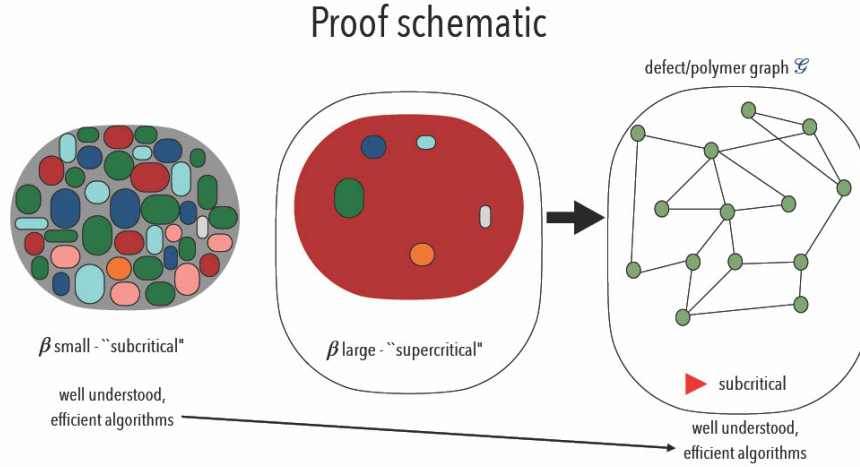 Proof schematic
defect/polymer graph 𝒢
β small - ``subcritical"
β large - ``supercritical"
subcritical
well understood,
efficient algorithms
well understood,
efficient algorithms